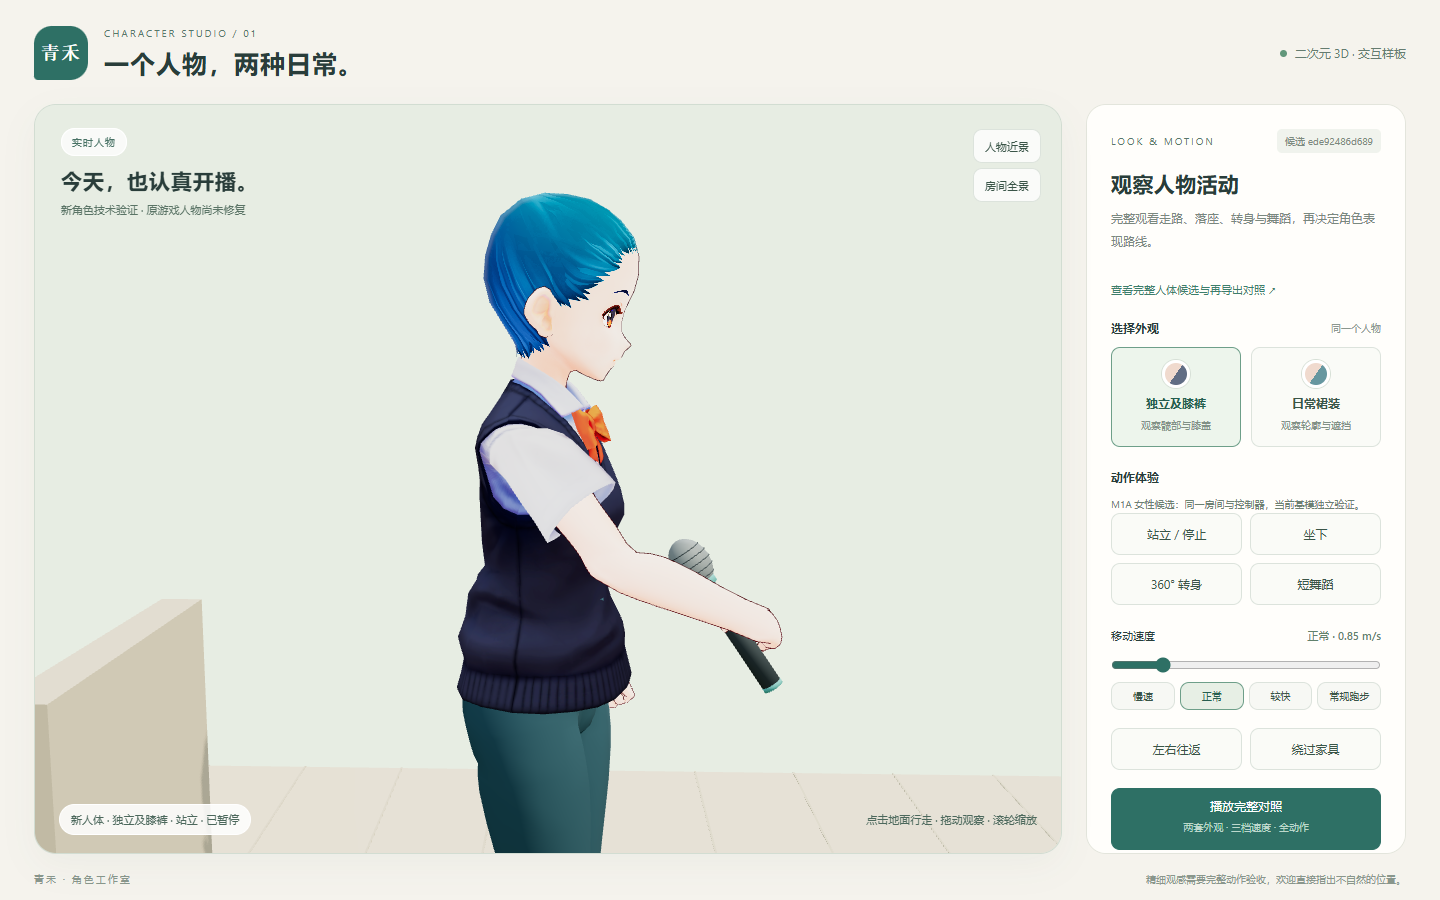 青禾
CHARACTER STUDIO / 01
一个人物，两种日常。
二次元 3D · 交互样板
实时人物
今天，也认真开播。
新角色技术验证 · 原游戏人物尚未修复
人物近景
房间全景
新人体 · 独立及膝裤 · 站立 · 已暂停
点击地面行走 · 拖动观察 · 滚轮缩放
LOOK & MOTION
候选 ede92486d689
观察人物活动
完整观看走路、落座、转身与舞蹈，再决定角色表
现路线。
查看完整人体候选与再导出对照 ↗
选择外观
同一个人物
独立及膝裤
观察髋部与膝盖
日常裙装
观察轮廓与遮挡
动作体验
M1A 女性候选：同一房间与控制器，当前基模独立验证。
站立 / 停止
坐下
360° 转身
短舞蹈
移动速度
正常 · 0.85 m/s
慢速
正常
较快
常规跑步
左右往返
绕过家具
播放完整对照
两套外观 · 三档速度 · 全动作
青禾 · 角色工作室
精细观感需要完整动作验收，欢迎直接指出不自然的位置。